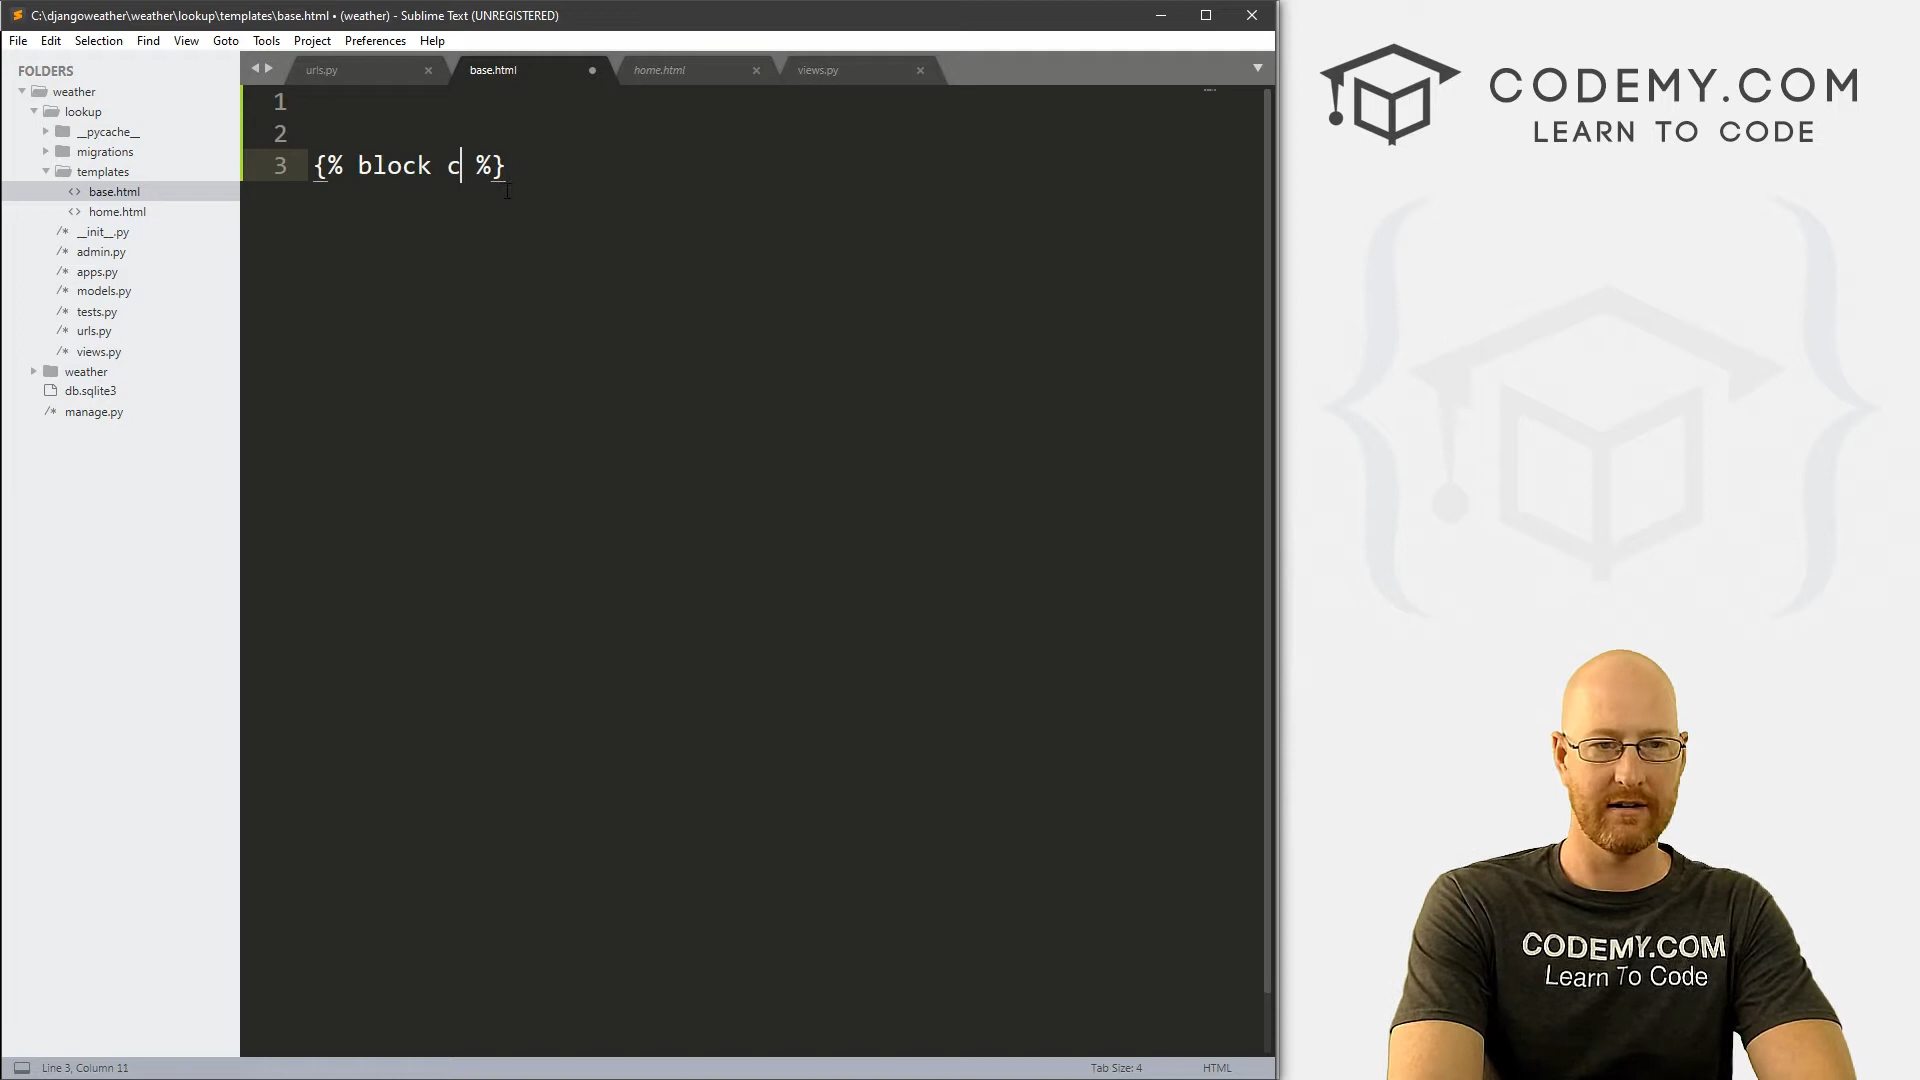 C:\djangoweather\weather\lookup\templates\base.html • (weather) - Sublime Text (UNREGISTERED)
File Edit Selection Find View Goto Tools Project Preferences Help
FOLDERS
weather
lookup
__pycache__
migrations
templates
base.html
home.html
__init__.py
admin.py
apps.py
models.py
tests.py
urls.py
views.py
weather
db.sqlite3
manage.py
urls.py base.html home.html views.py
1
2
3 {% block c %}
Line 3, Column 11 Tab Size: 4 HTML
CODEMY.COM
LEARN TO CODE
CODEMY.COM
Learn To Code